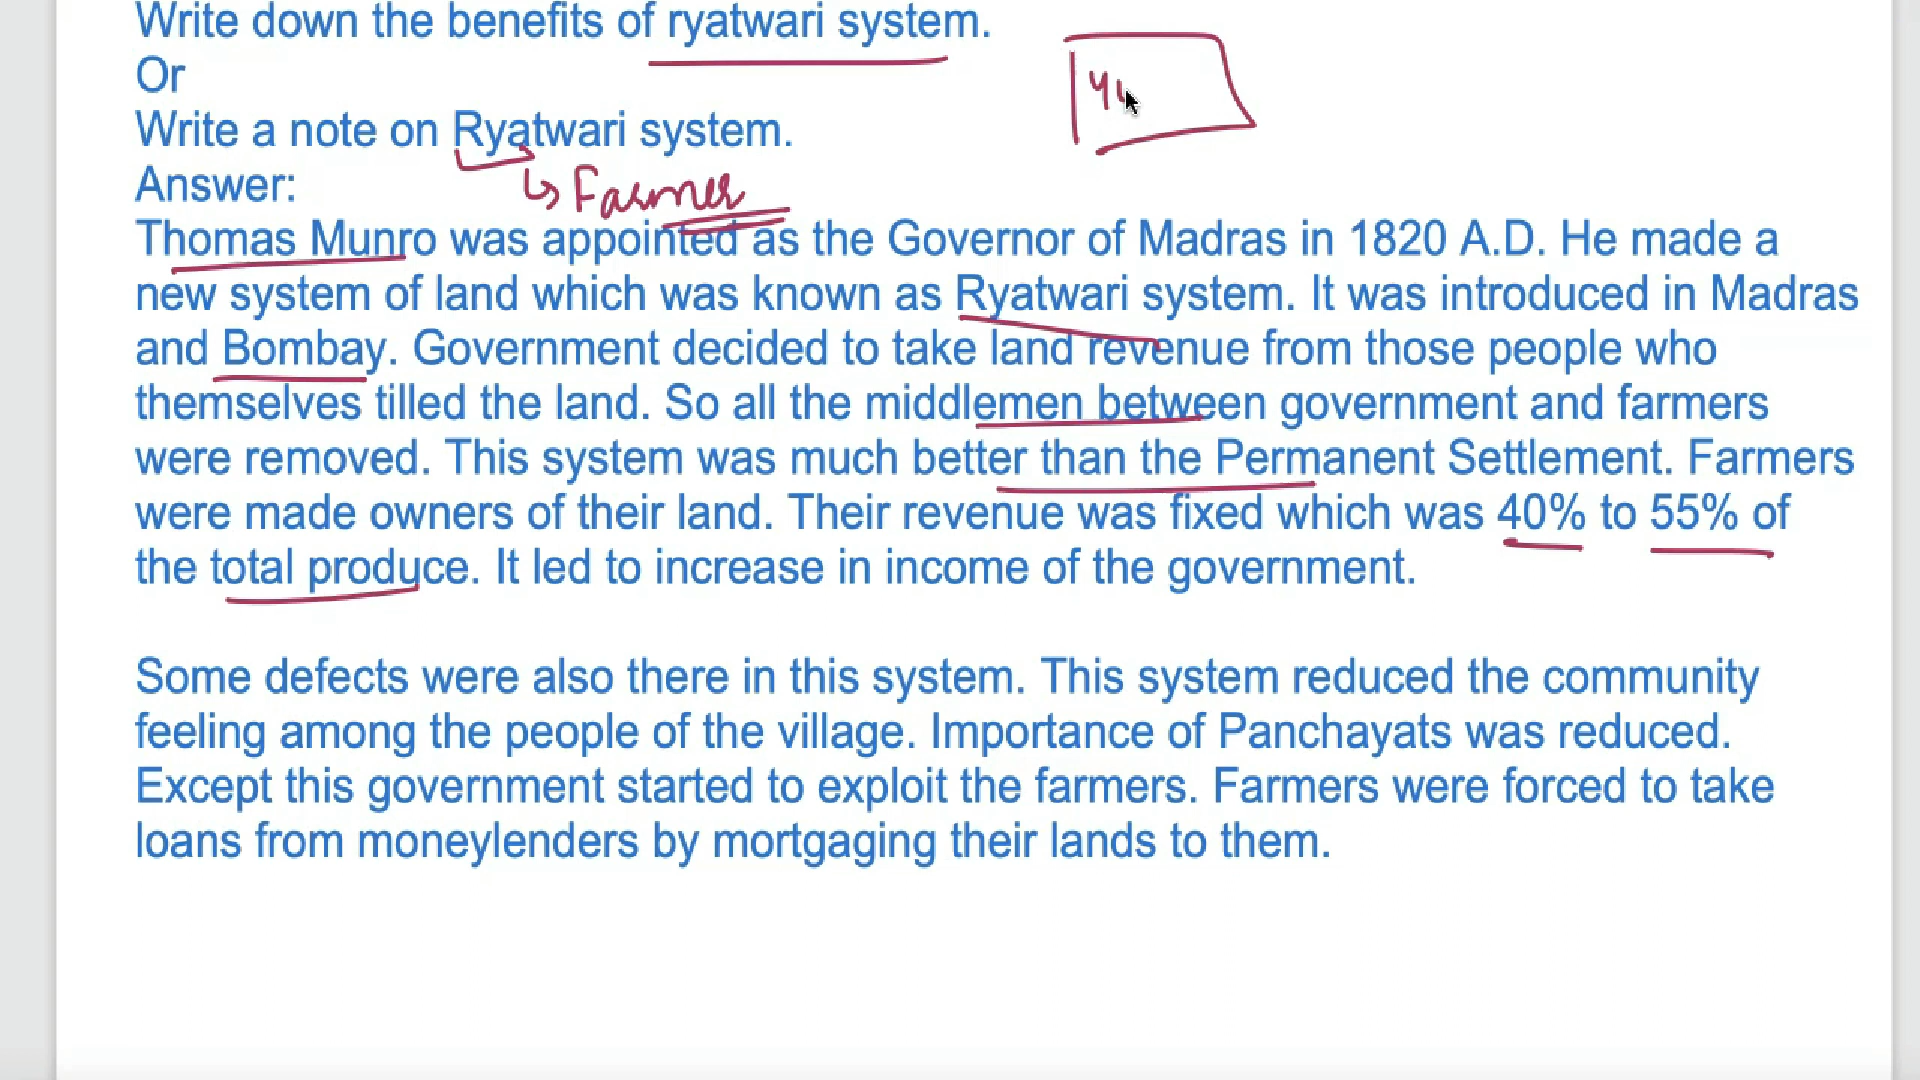 Write down the benefits of ryatwari system.
Or
Write a note on Ryatwari system.
Answer:
Farmer
Thomas Munro was appointed as the Governor of Madras in 1820 A.D. He made a
new system of land which was known as Ryatwari system. It was introduced in Madras
and Bombay. Government decided to take land revenue from those people who
themselves tilled the land. So all the middlemen between government and farmers
were removed. This system was much better than the Permanent Settlement. Farmers
were made owners of their land. Their revenue was fixed which was 40% to 55% of
the total produce. It led to increase in income of the government.
Some defects were also there in this system. This system reduced the community
feeling among the people of the village. Importance of Panchayats was reduced.
Except this government started to exploit the farmers. Farmers were forced to take
loans from moneylenders by mortgaging their lands to them.